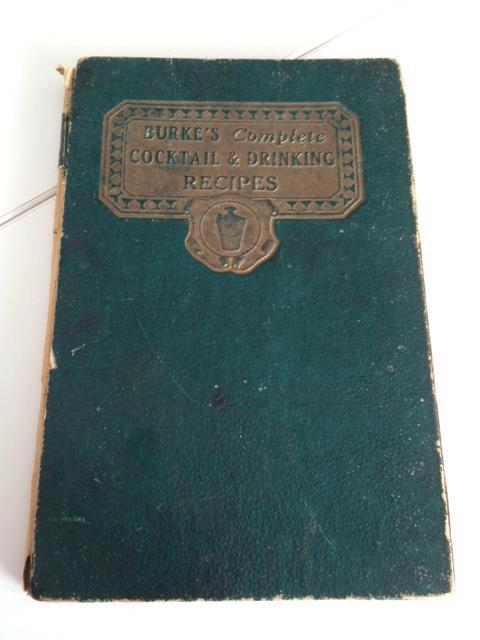 BURKE'S Complete
COCKTAIL & DRINKING
RECIPES